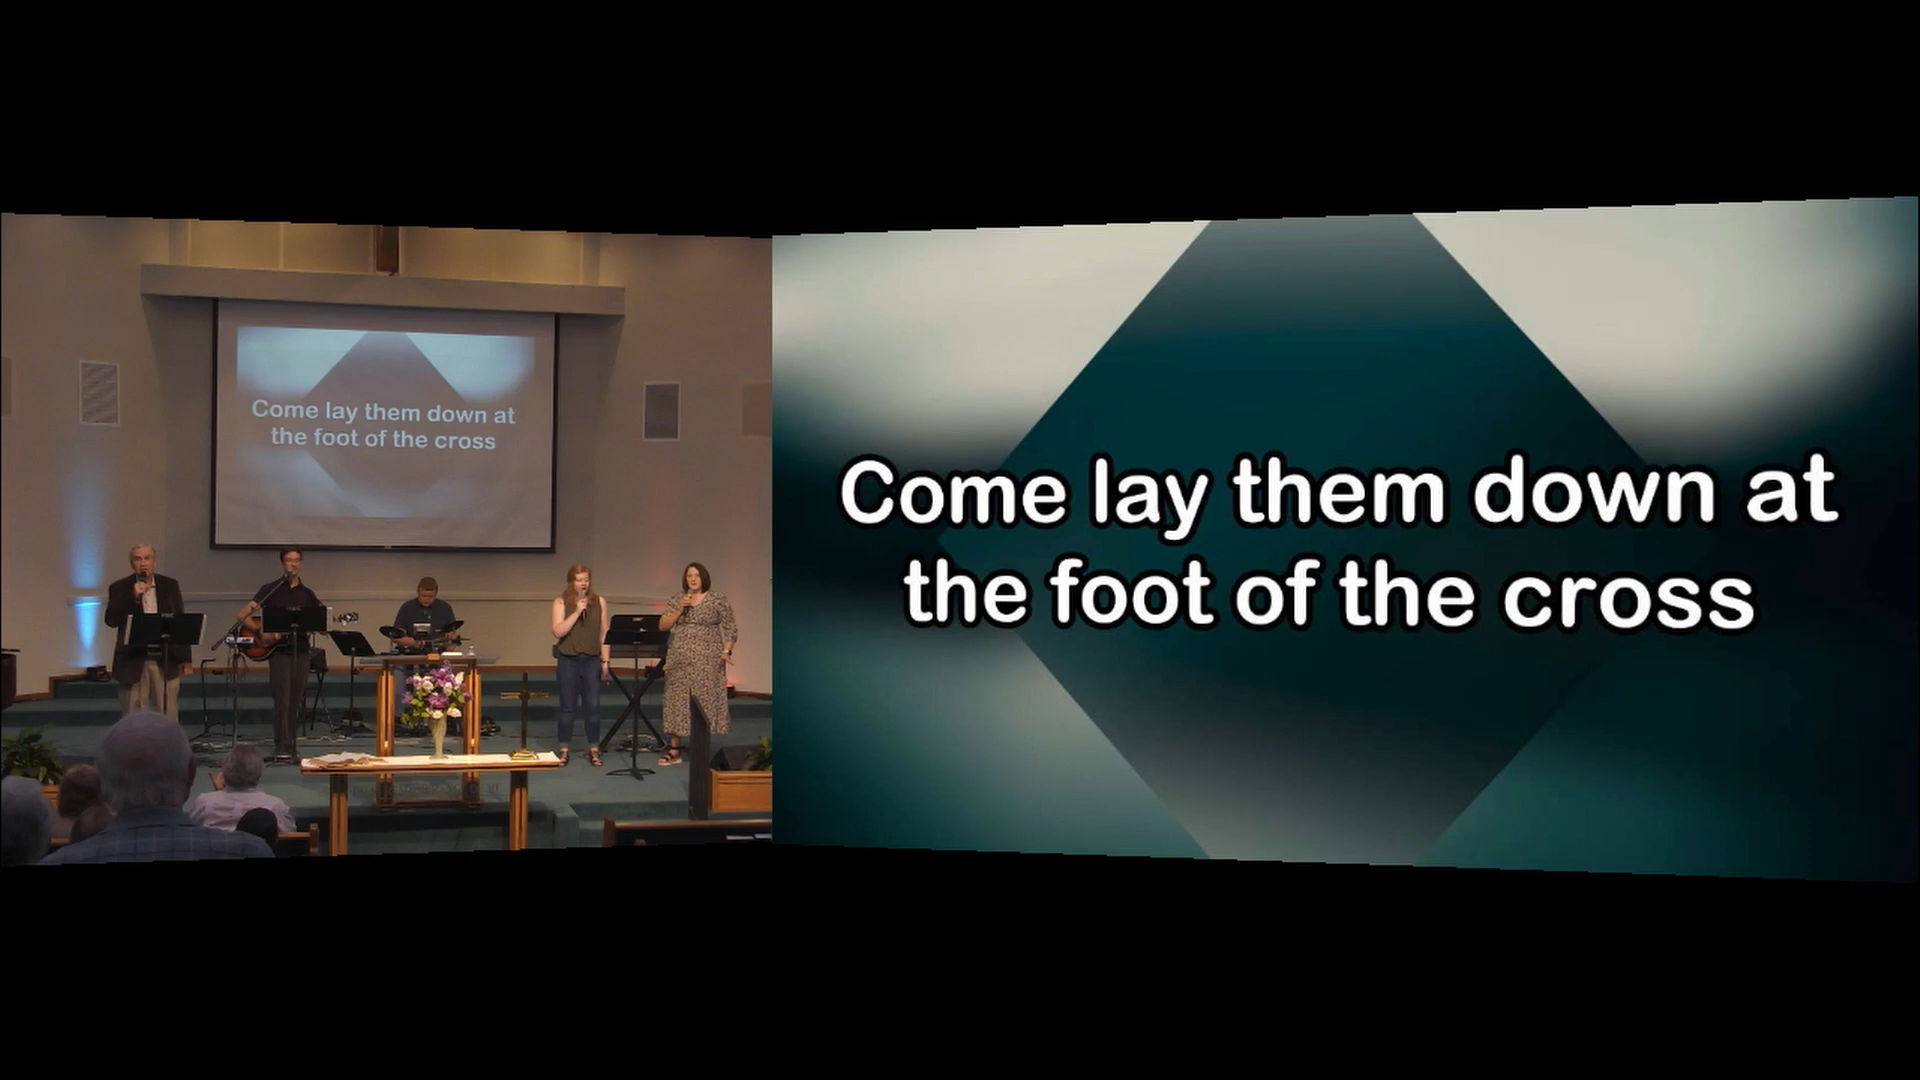 Come lay them down at
the foot of the cross
Come lay them down at
the foot of the cross